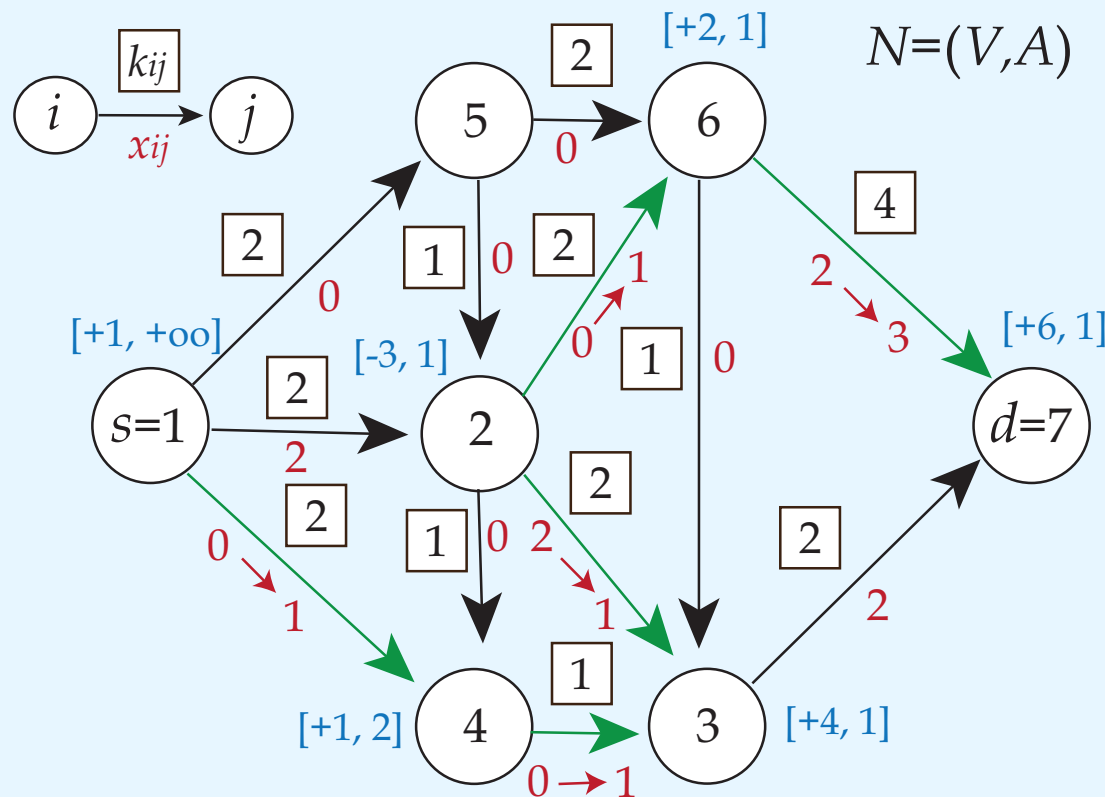 N=(V,A)
kij
i
j
xij
[+2, 1]
2
5
6
0
4
2
1
0
2
0 → 1
2 → 3
0
[+1, +oo]
[-3, 1]
1
0
[+6, 1]
2
s=1
2
2
d=7
2
2
1
0
2
2 → 1
0 → 1
2
2
1
[+1, 2]
4
3
[+4, 1]
0 → 1